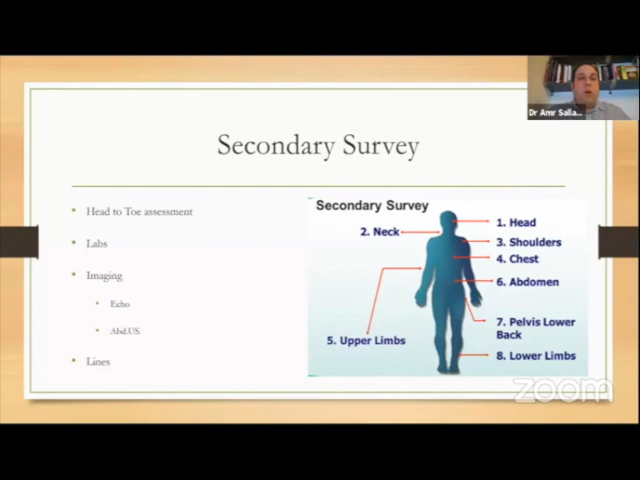 Dr Amr Salla...
Secondary Survey
• Head to Toe assessment
• Labs
• Imaging
• Echo
• Abd.US.
• Lines
Secondary Survey
1. Head
2. Neck
3. Shoulders
4. Chest
5. Upper Limbs
6. Abdomen
7. Pelvis Lower
Back
8. Lower Limbs
zoom